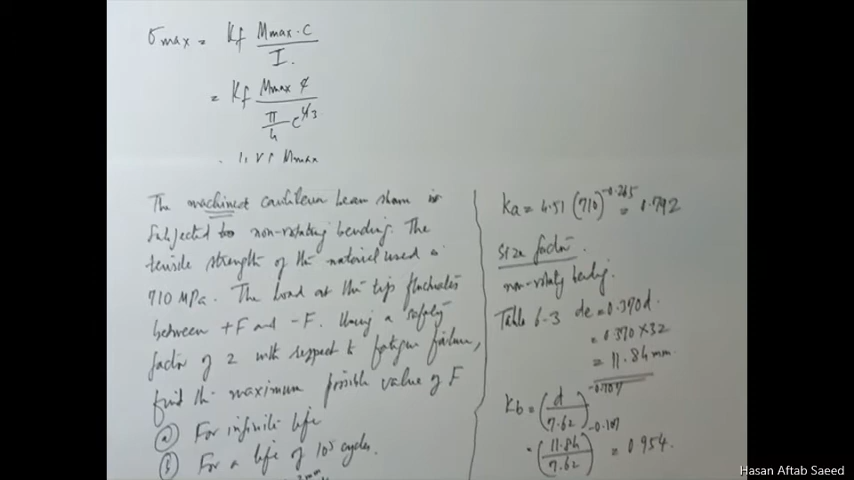 σmax = Kf Mmax · C / I
= Kf Mmax ¢ / π/4 C^4/3
Mmax
The machined cantilever beam shown is
subjected to non-rotating bending. The
tensile strength of the material used is
710 MPa. The load at the tip fluctuates
between +F and -F. Using a safety
factor of 2 with respect to fatigue failure,
find the maximum possible value of F
(a) For infinite life
(b) For a life of 10⁵ cycles.
Ka = 4.51 (710)^-0.265 = 0.792
size factor.
non-rotating bending.
Table 6-3 de = 0.370d.
= 0.370 × 32
= 11.84 mm
Kb = (d / 7.62)^-0.107
= (11.84 / 7.62)^-0.107 = 0.954.
Hasan Aftab Saeed